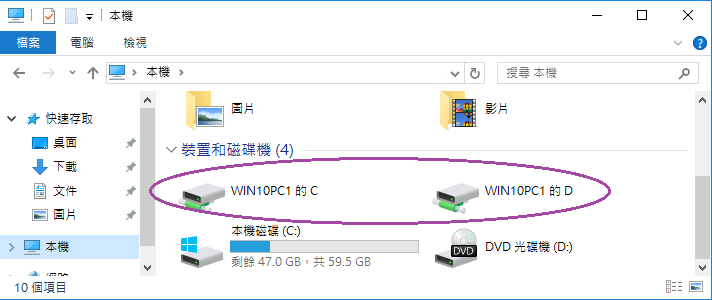 本機
檔案 電腦 檢視
本機
搜尋 本機
快速存取
桌面
下載
文件
圖片
本機
圖片
影片
裝置和磁碟機 (4)
WIN10PC1 的 C
WIN10PC1 的 D
本機磁碟 (C:)
剩餘 47.0 GB，共 59.5 GB
DVD
DVD 光碟機 (D:)
10 個項目